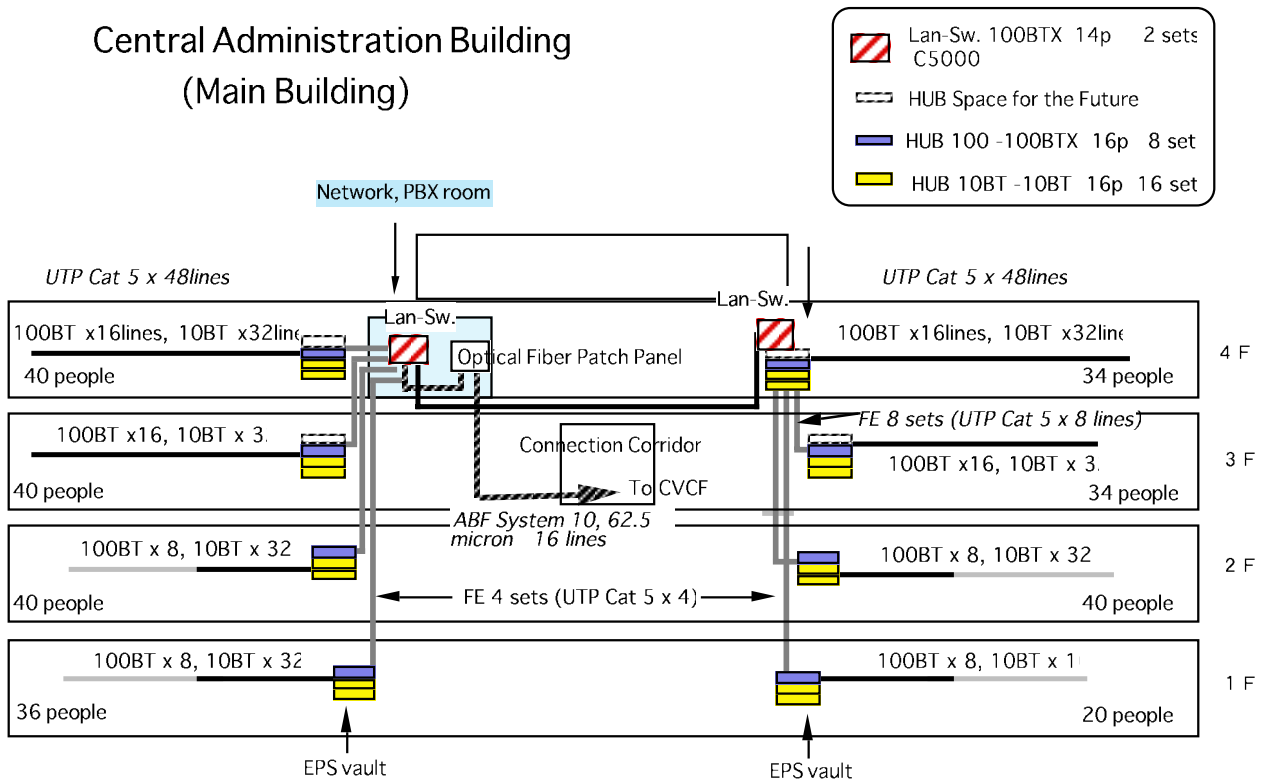 Central Administration Building
(Main Building)
Lan-Sw. 100BTX 14p 2 sets
C5000
HUB Space for the Future
HUB 100 -100BTX 16p 8 set
HUB 10BT -10BT 16p 16 set
Network, PBX room
UTP Cat 5 x 48lines
UTP Cat 5 x 48lines
Lan-Sw.
Lan-Sw.
100BT x16lines, 10BT x32line
100BT x16lines, 10BT x32line
Optical Fiber Patch Panel
4 F
40 people
34 people
FE 8 sets (UTP Cat 5 x 8 lines)
100BT x16, 10BT x 3
Connection Corridor
100BT x16, 10BT x 3
3 F
40 people
To CVCF
34 people
ABF System 10, 62.5
micron 16 lines
100BT x 8, 10BT x 32
100BT x 8, 10BT x 32
2 F
40 people
FE 4 sets (UTP Cat 5 x 4)
40 people
100BT x 8, 10BT x 32
100BT x 8, 10BT x 1
1 F
36 people
20 people
EPS vault
EPS vault